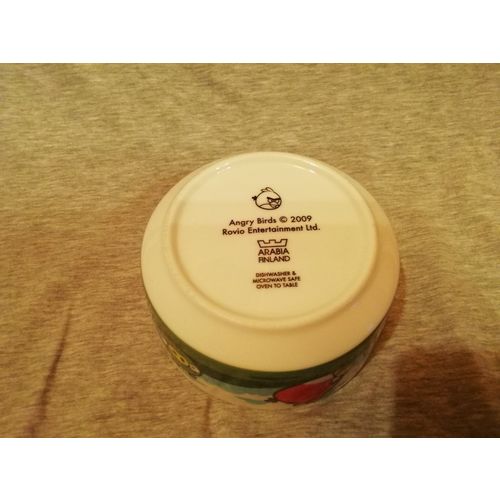 Angry Birds © 2009
Rovio Entertainment Ltd.
ARABIA
FINLAND
DISHWASHER &
MICROWAVE SAFE
OVEN TO TABLE